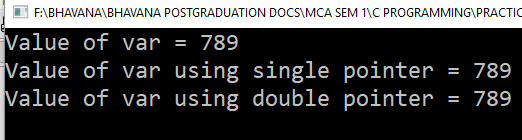 F:\BHAVANA\BHAVANA POSTGRADUATION DOCS\MCA SEM 1\C PROGRAMMING\PRACTIC
Value of var = 789
Value of var using single pointer = 789
Value of var using double pointer = 789